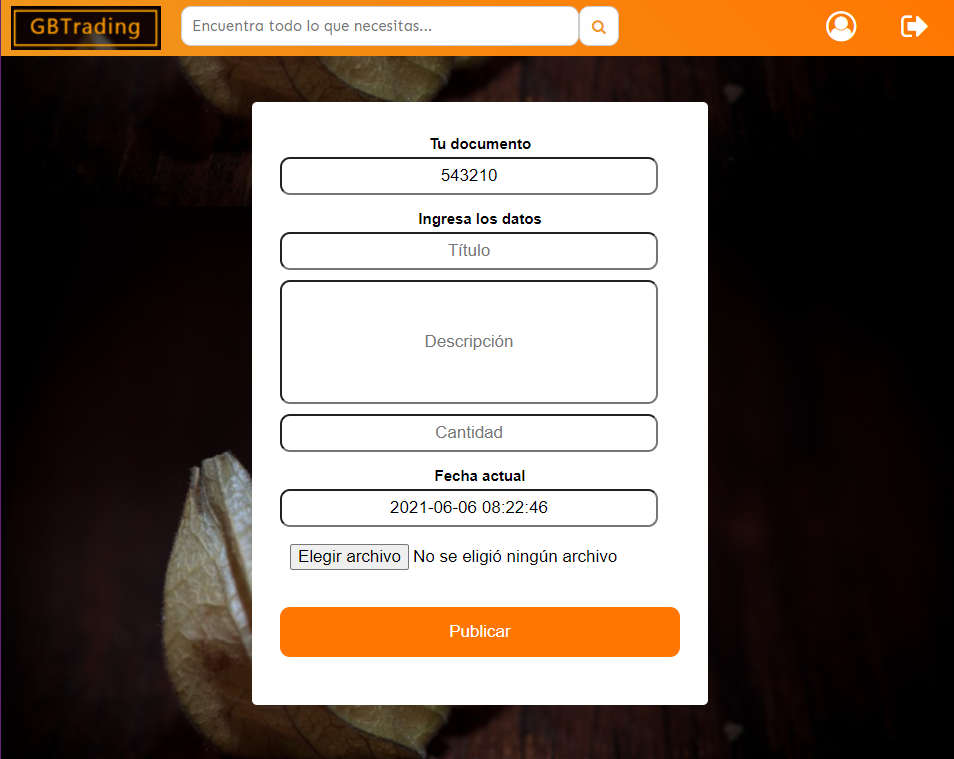 GBTrading
Encuentra todo lo que necesitas...
Tu documento
543210
Ingresa los datos
Título
Descripción
Cantidad
Fecha actual
2021-06-06 08:22:46
Elegir archivo No se eligió ningún archivo
Publicar